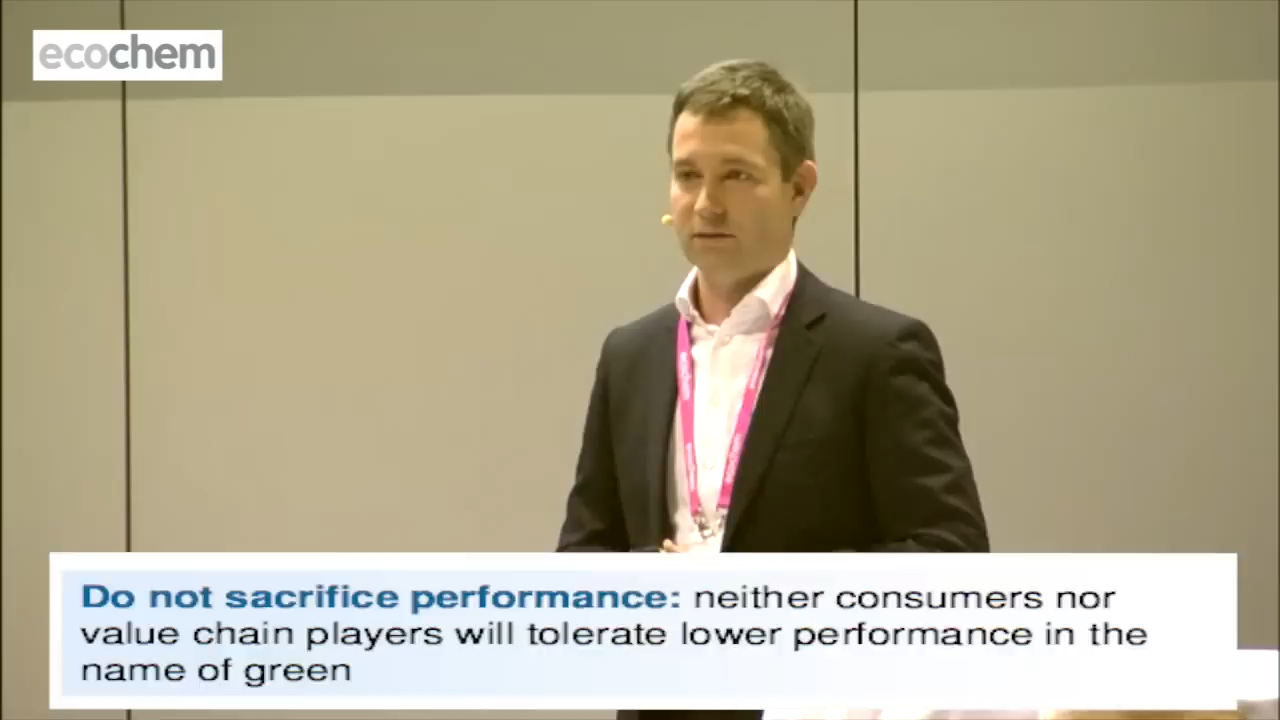 ecochem
Do not sacrifice performance: neither consumers nor
value chain players will tolerate lower performance in the
name of green